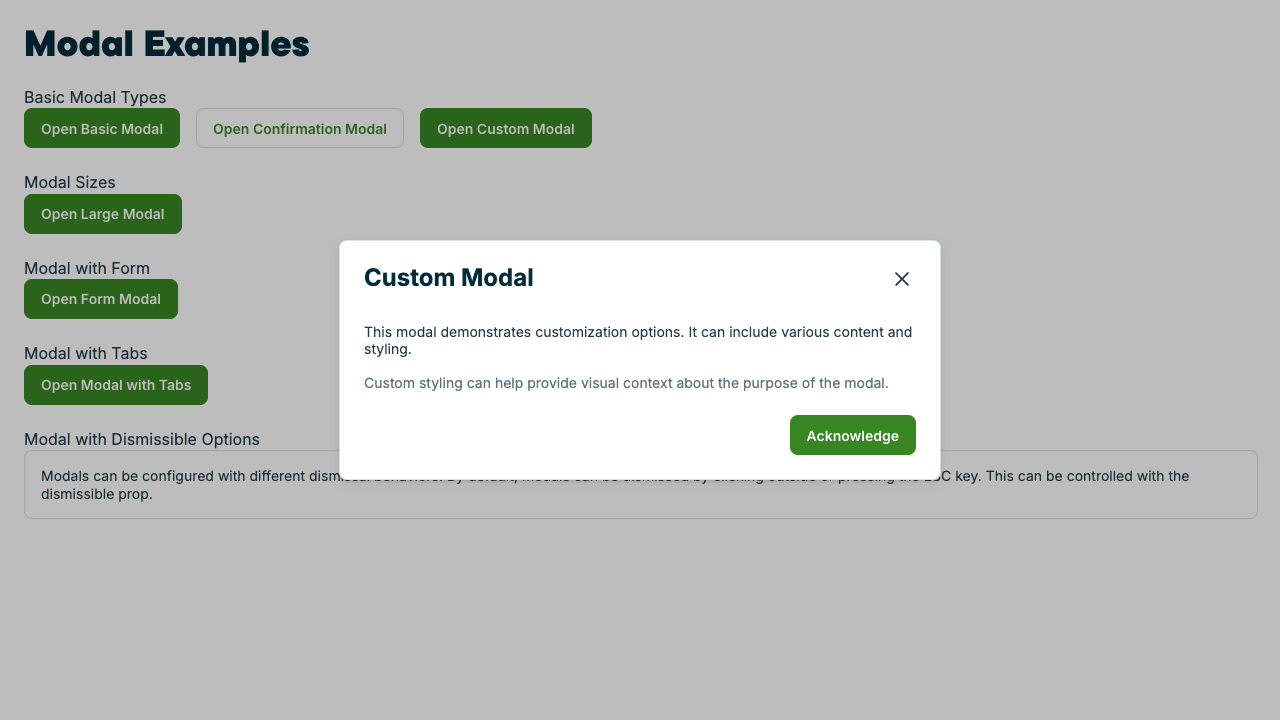 Modal Examples
Basic Modal Types
Open Basic Modal
Open Confirmation Modal
Open Custom Modal
Modal Sizes
Open Large Modal
Modal with Form
Open Form Modal
Modal with Tabs
Open Modal with Tabs
Custom Modal
This modal demonstrates customization options. It can include various content and
styling.
Custom styling can help provide visual context about the purpose of the modal.
Acknowledge
Modal with Dismissible Options
Modals can be configured with different key. This can be controlled with the
dismissible prop.